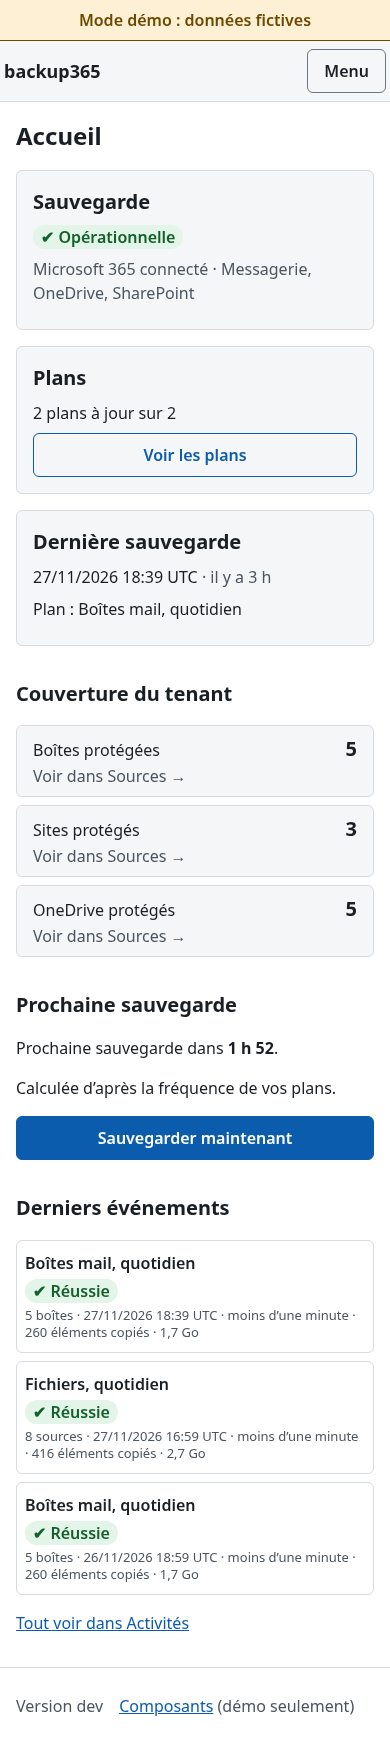 Mode démo : données fictives
backup365
Menu
Accueil
Sauvegarde
✔ Opérationnelle
Microsoft 365 connecté · Messagerie,
OneDrive, SharePoint
Plans
2 plans à jour sur 2
Voir les plans
Dernière sauvegarde
27/11/2026 18:39 UTC · il y a 3 h
Plan : Boîtes mail, quotidien
Couverture du tenant
Boîtes protégées 5
Voir dans Sources →
Sites protégés 3
Voir dans Sources →
OneDrive protégés 5
Voir dans Sources →
Prochaine sauvegarde
Prochaine sauvegarde dans 1 h 52.
Calculée d’après la fréquence de vos plans.
Sauvegarder maintenant
Derniers événements
Boîtes mail, quotidien
✔ Réussie
5 boîtes · 27/11/2026 18:39 UTC · moins d’une minute ·
260 éléments copiés · 1,7 Go
Fichiers, quotidien
✔ Réussie
8 sources · 27/11/2026 16:59 UTC · moins d’une minute
· 416 éléments copiés · 2,7 Go
Boîtes mail, quotidien
✔ Réussie
5 boîtes · 26/11/2026 18:59 UTC · moins d’une minute ·
260 éléments copiés · 1,7 Go
Tout voir dans Activités
Version dev Composants (démo seulement)